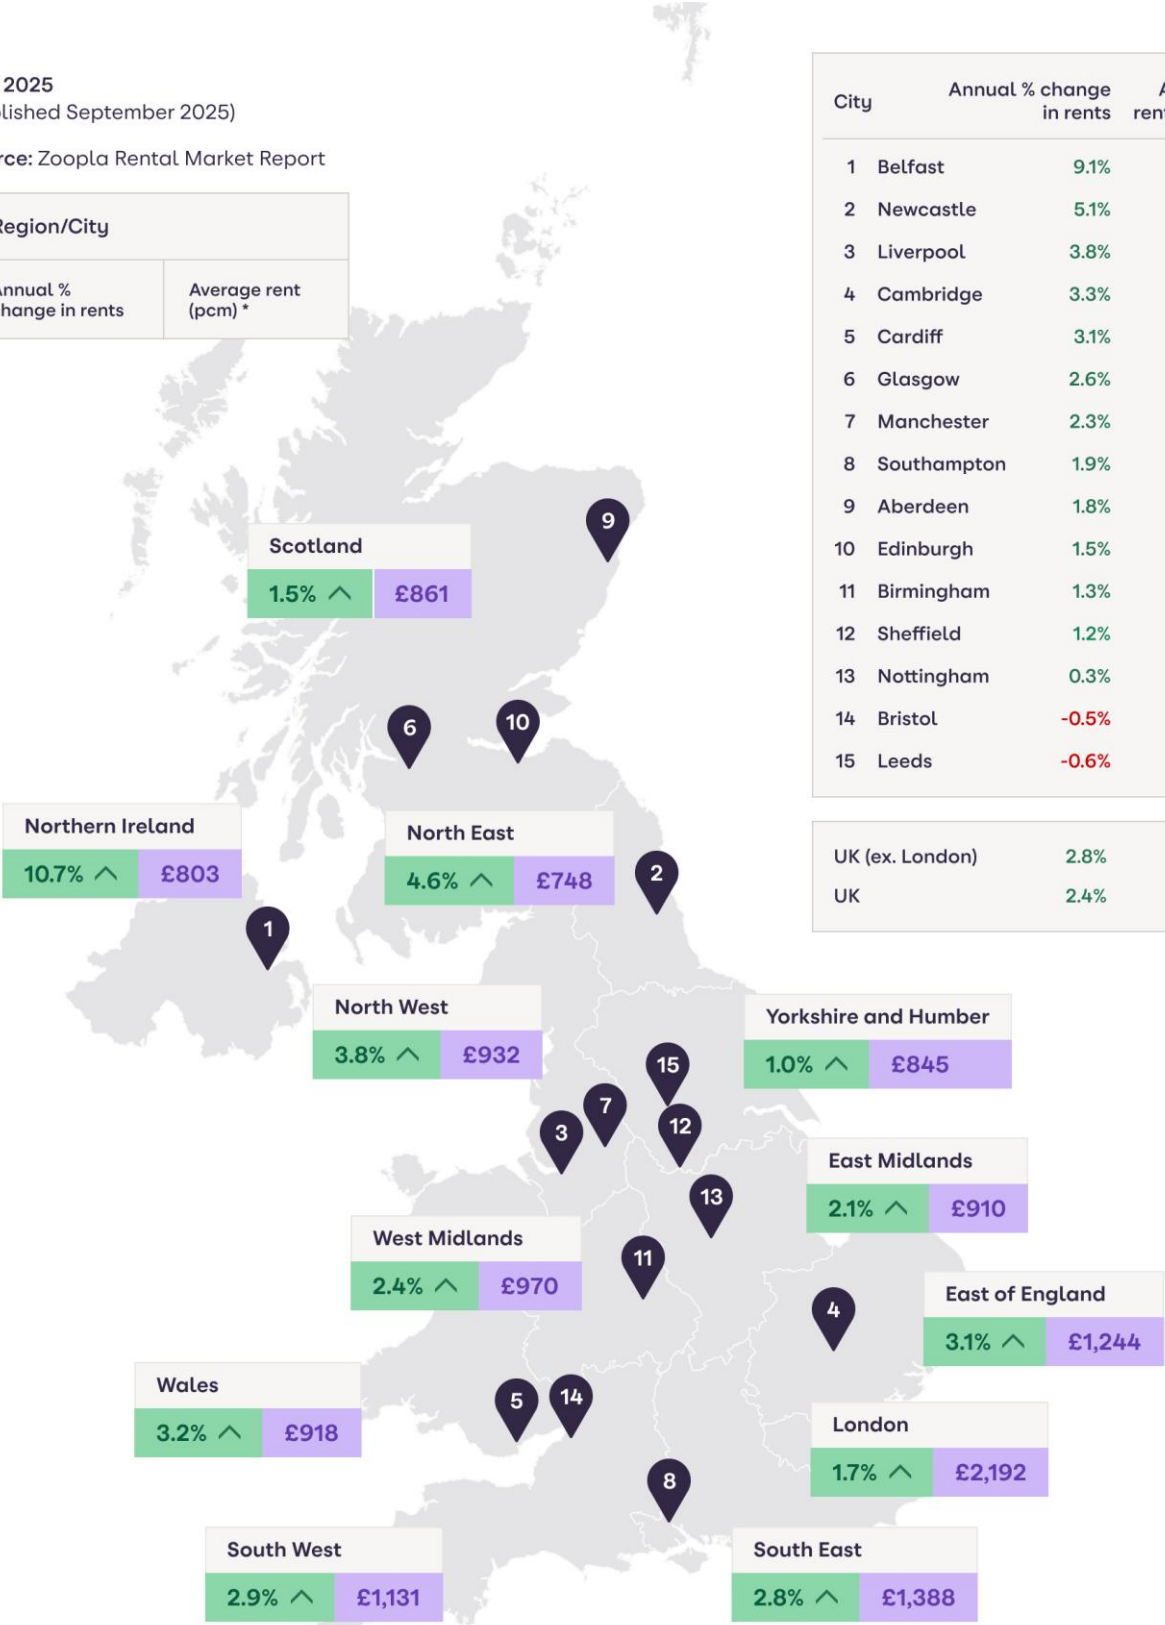 2025
September 2025)
Zoopla Rental Market Report
City
Annual %
in rents
Average rent
(pcm) *
City
Annual % change
in rents
1 Belfast 9.1%
2 Newcastle 5.1%
3 Liverpool 3.8%
4 Cambridge 3.3%
5 Cardiff 3.1%
6 Glasgow 2.6%
7 Manchester 2.3%
8 Southampton 1.9%
9 Aberdeen 1.8%
10 Edinburgh 1.5%
11 Birmingham 1.3%
12 Sheffield 1.2%
13 Nottingham 0.3%
14 Bristol -0.5%
15 Leeds -0.6%
UK (ex. London) 2.8%
UK 2.4%
9
Scotland
1.5% £861
6
10
Northern Ireland
10.7% £803
North East
4.6% £748
2
1
North West
3.8% £932
Yorkshire and Humber
1.0% £845
15
7
3
12
East Midlands
2.1% £910
13
West Midlands
2.4% £970
11
East of England
3.1% £1,244
4
Wales
3.2% £918
5
14
London
1.7% £2,192
8
South West
2.9% £1,131
South East
2.8% £1,388